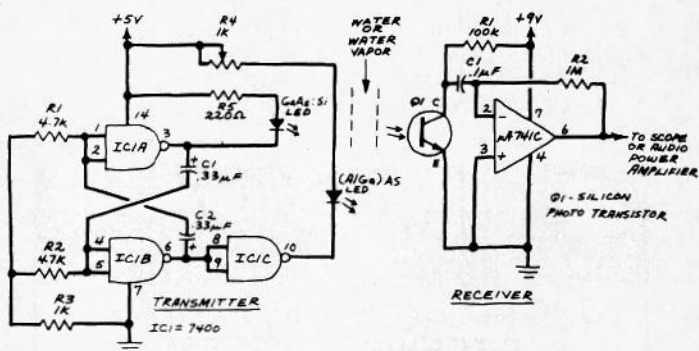 +5V
R4
1K
WATER
OR
WATER
VAPOR
+9V
R1
100K
C1
.1µF
R2
1M
14
R5
220Ω
GaAs:Si
LED
R1
4.7K
1
2
IC1A
3
+
C1
.33µF
Q1
C
E
2
-
7
µA741C
6
3
+
4
TO SCOPE
OR AUDIO
POWER
AMPLIFIER
(AlGa)AS
LED
C2
.33µF
+
Q1-SILICON
PHOTO TRANSISTOR
R2
4.7K
4
5
IC1B
6
8
9
IC1C
10
7
R3
1K
TRANSMITTER
IC1=7400
RECEIVER